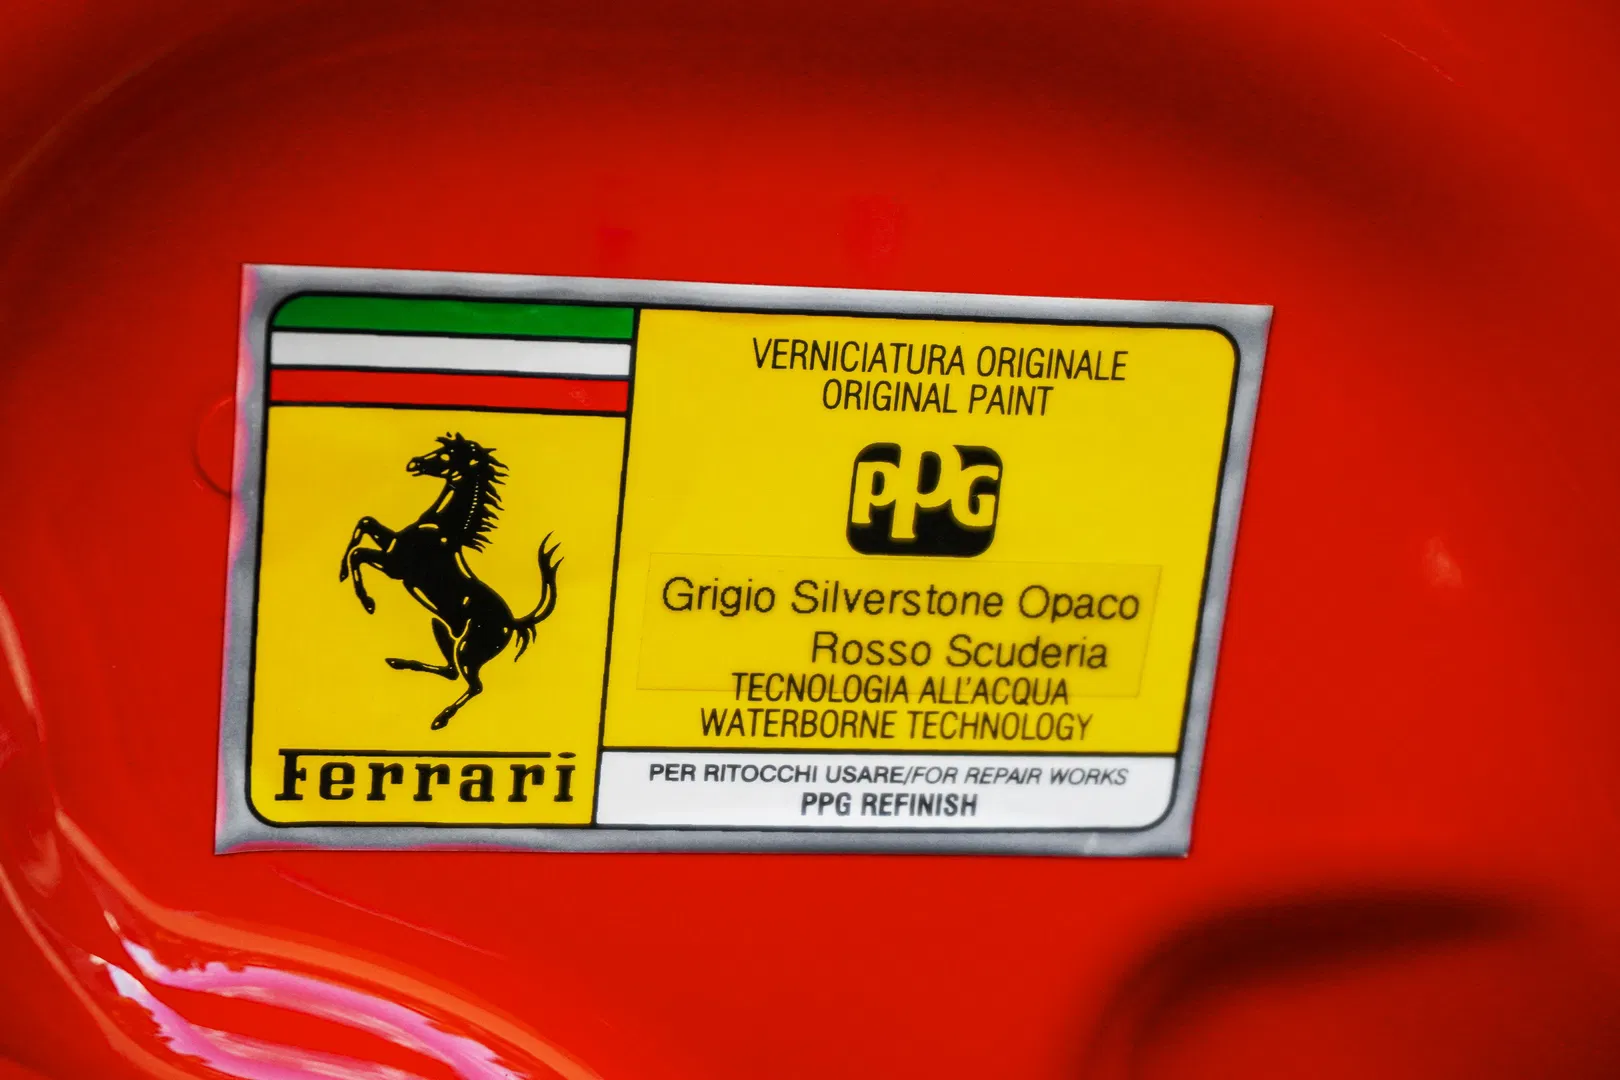 Ferrari
VERNICIATURA ORIGINALE
ORIGINAL PAINT
PPG
Grigio Silverstone Opaco
Rosso Scuderia
TECNOLOGIA ALL'ACQUA
WATERBORNE TECHNOLOGY
PER RITOCCHI USARE/FOR REPAIR WORKS
PPG REFINISH